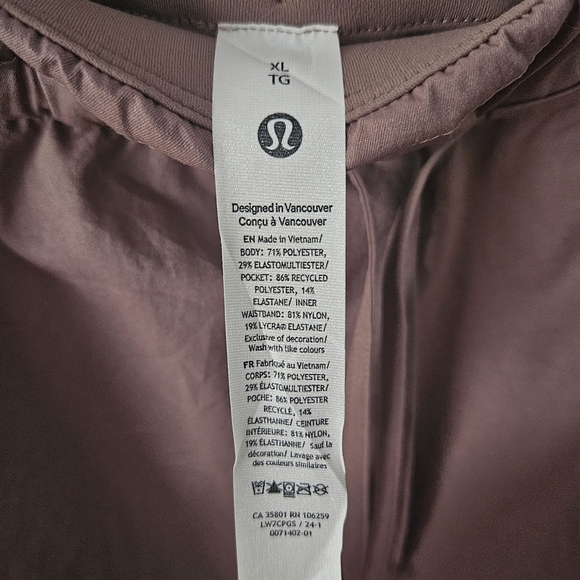 XL
TG
Designed in Vancouver
Conçu à Vancouver
EN Made in Vietnam/
BODY: 71% POLYESTER,
29% ELASTOMULTIESTER/
POCKET: 86% RECYCLED
POLYESTER, 14%
ELASTANE/ INNER
WAISTBAND: 81% NYLON,
19% LYCRA® ELASTANE/
Exclusive of decoration/
Wash with like colours
FR Fabriqué au Vietnam/
CORPS: 71% POLYESTER,
29% ÉLASTOMULTIESTER/
POCHE: 86% POLYESTER
RECYCLÉ, 14%
ÉLASTHANNE/ CEINTURE
INTÉRIEURE: 81% NYLON,
19% ÉLASTHANNE/ Sauf la
décoration/ Lavage avec
des couleurs similaires
CA 35801 RN 106259
LW7CPGS / 24-1
0071402-01